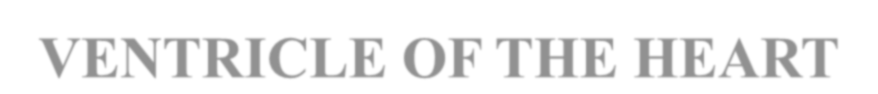 VENTRICLE OF THE HEART